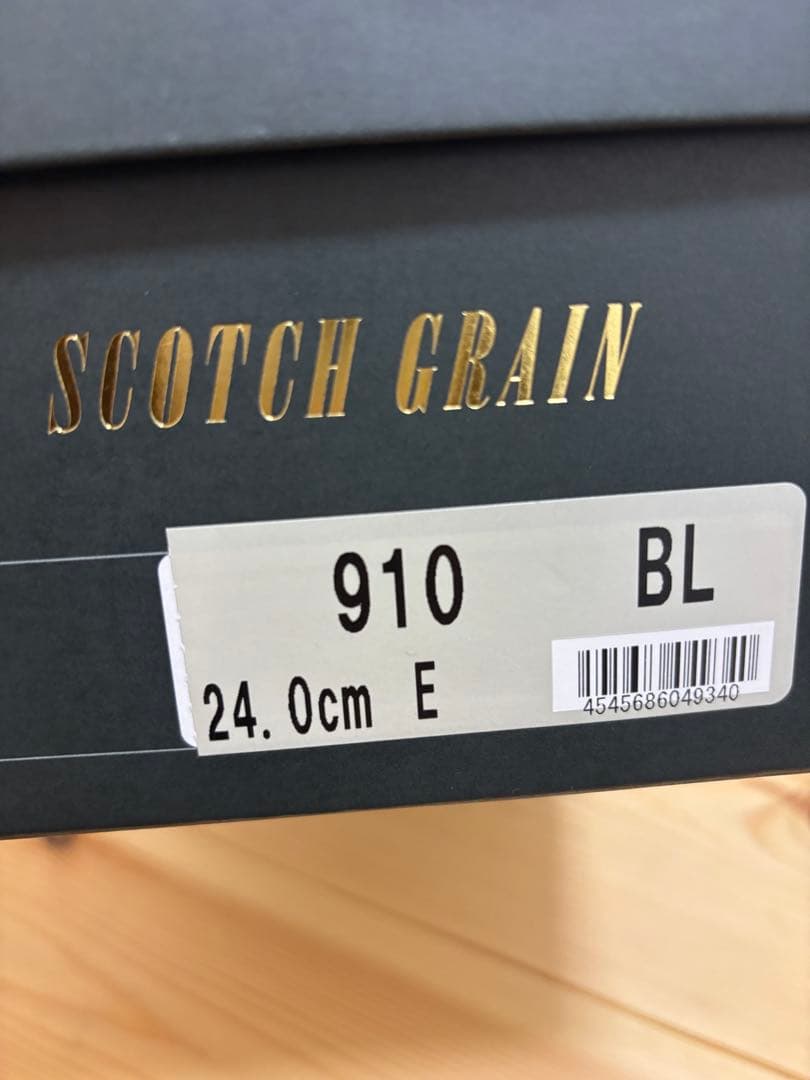 SCOTCH GRAIN
910 BL
24.0cm E
4545686049340